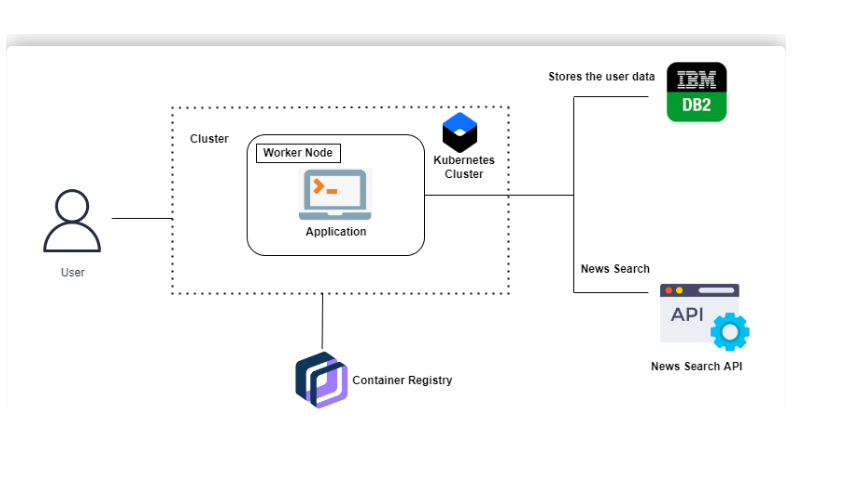 Stores the user data
IBM
DB2
Cluster
Worker Node
Kubernetes
Cluster
Application
User
News Search
API
News Search API
Container Registry